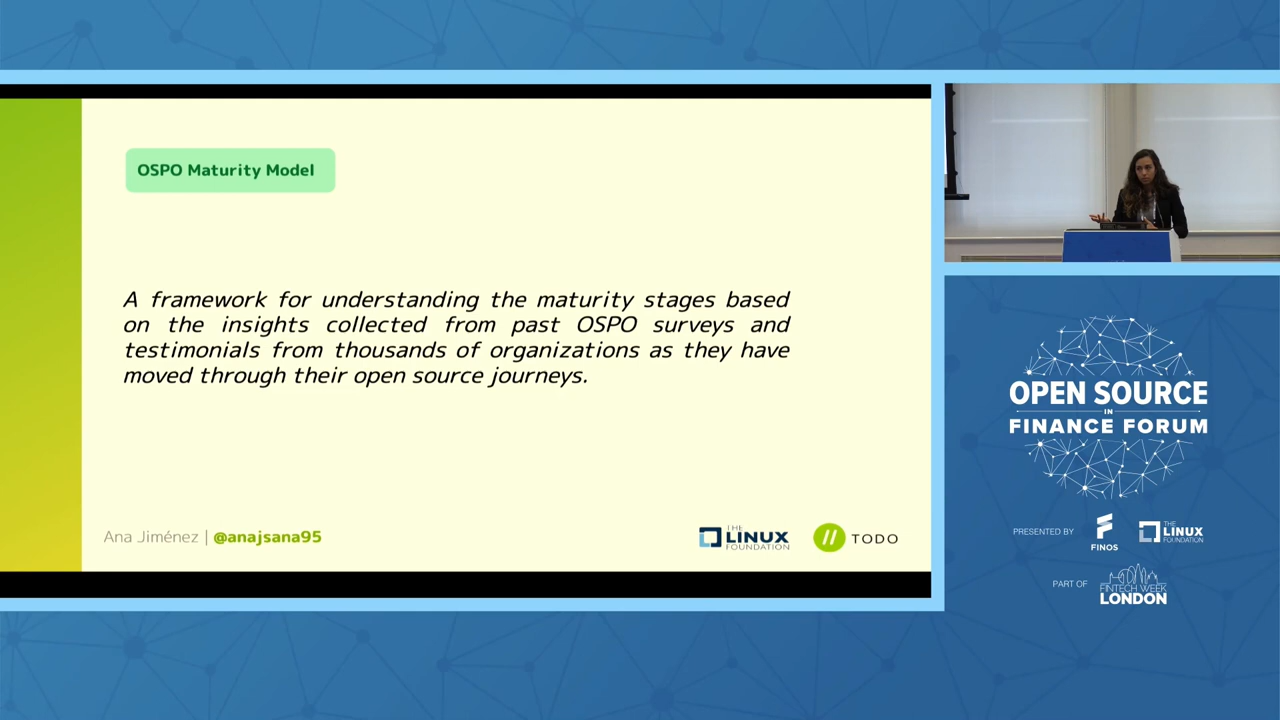 OSPO Maturity Model
A framework for understanding the maturity stages based
on the insights collected from past OSPO surveys and
testimonials from thousands of organizations as they have
moved through their open source journeys.
Ana Jiménez | @anajsana95
THE
LINUX
FOUNDATION
// TODO
OPEN SOURCE
IN
FINANCE FORUM
PRESENTED BY
FINOS
THE
LINUX
FOUNDATION
PART OF
FINTECH WEEK
LONDON